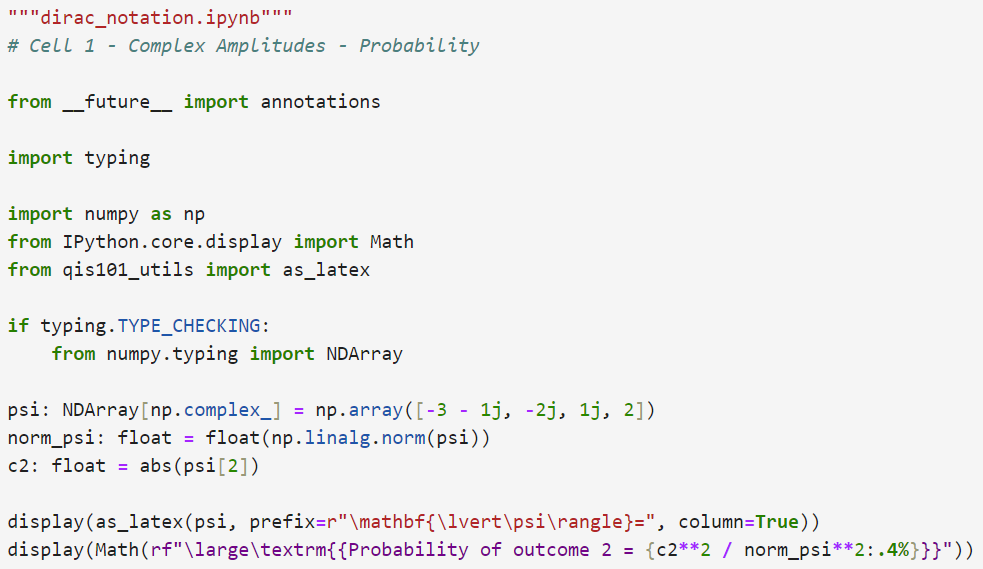 """dirac_notation.ipynb"""
# Cell 1 - Complex Amplitudes - Probability
from __future__ import annotations
import typing
import numpy as np
from IPython.core.display import Math
from qis101_utils import as_latex
if typing.TYPE_CHECKING:
    from numpy.typing import NDArray
psi: NDArray[np.complex_] = np.array([-3 - 1j, -2j, 1j, 2])
norm_psi: float = float(np.linalg.norm(psi))
c2: float = abs(psi[2])
display(as_latex(psi, prefix=r"\mathbf{\lvert\psi\rangle}=", column=True))
display(Math(rf"\large\textrm{{Probability of outcome 2 = {c2**2 / norm_psi**2:.4%}}}"))